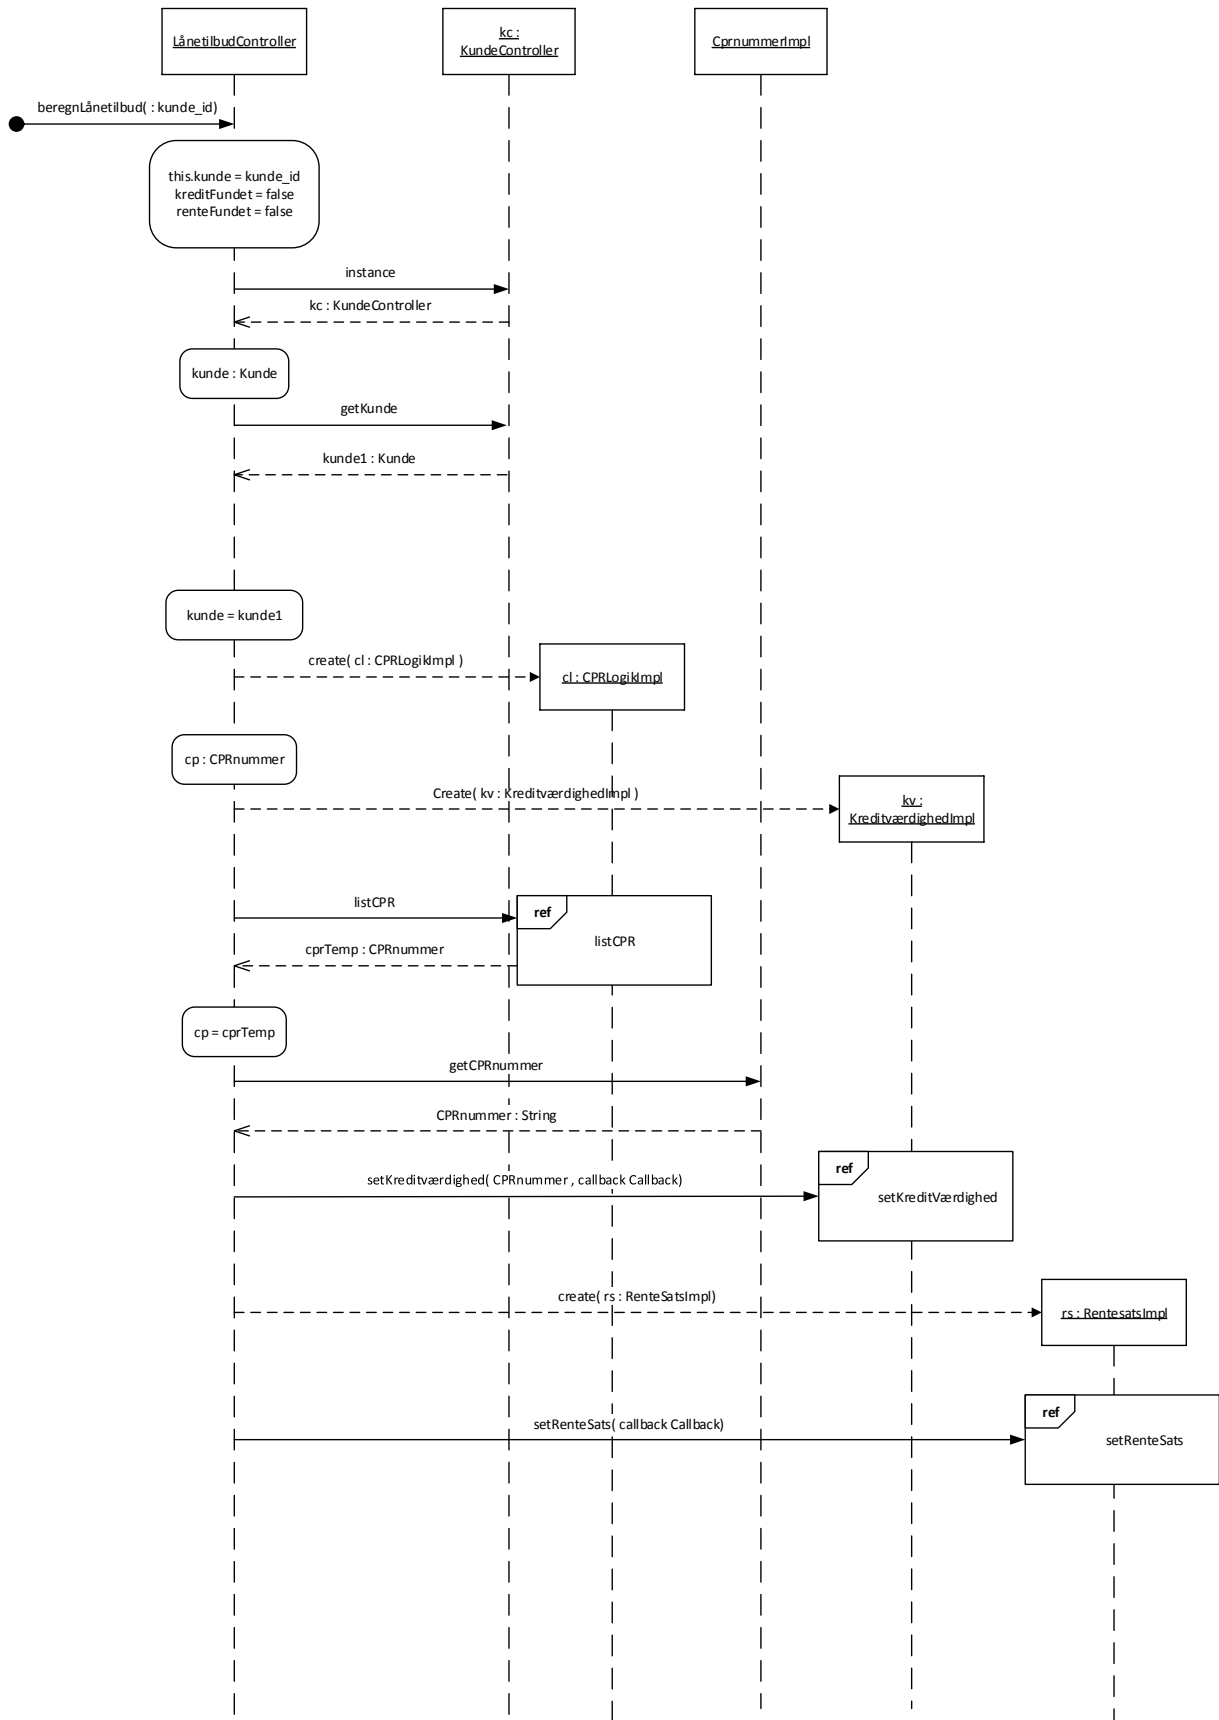 LånetilbudController
kc :
KundeController
CprnummerImpl
beregnLånetilbud( : kunde_id)
this.kunde = kunde_id
kreditFundet = false
renteFundet = false
instance
kc : KundeController
kunde : Kunde
getKunde
kunde1 : Kunde
kunde = kunde1
create( cl : CPRLogikImpl )
cl : CPRLogikImpl
cp : CPRnummer
Create( kv : KreditværdighedImpl )
kv :
KreditværdighedImpl
listCPR
ref
listCPR
cprTemp : CPRnummer
cp = cprTemp
getCPRnummer
CPRnummer : String
setKreditværdighed( CPRnummer , callback Callback)
ref
setKreditVærdighed
create( rs : RenteSatsImpl)
rs : RentesatsImpl
setRenteSats( callback Callback)
ref
setRenteSats